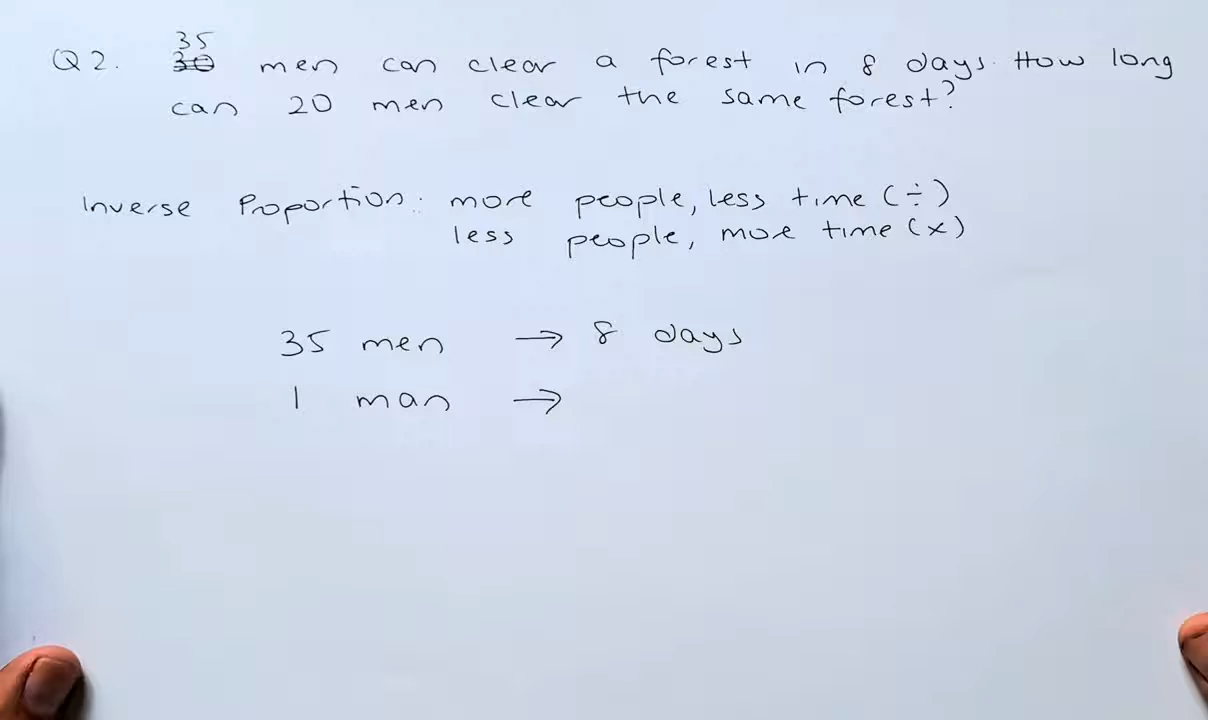 35
Q2. 30 men can clear a forest in 8 days. How long
can 20 men clear the same forest?
Inverse Proportion: more people, less time (÷)
less people, more time (x)
35 men → 8 days
1 man →